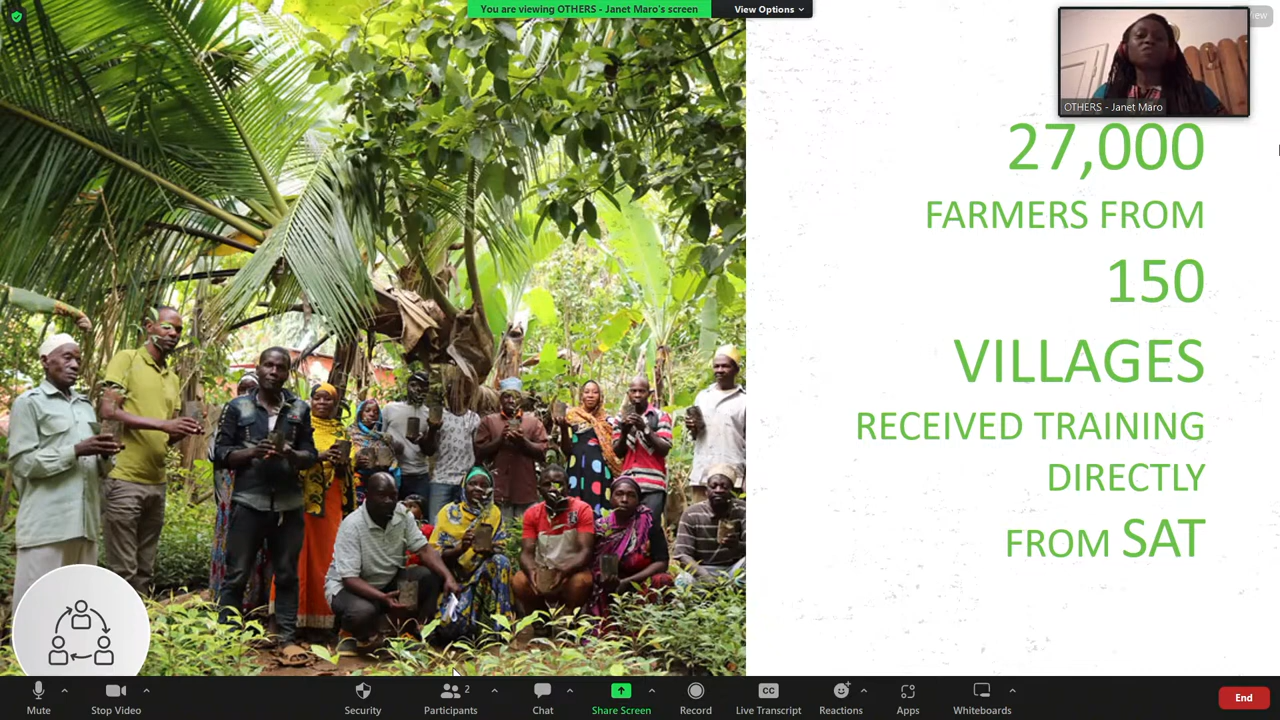 You are viewing OTHERS - Janet Maro's screen
View Options
OTHERS - Janet Maro
27,000
FARMERS FROM
150
VILLAGES
RECEIVED TRAINING
DIRECTLY
FROM SAT
Mute
Stop Video
Security
Participants
2
Chat
Share Screen
Record
CC
Live Transcript
Reactions
Apps
Whiteboards
End